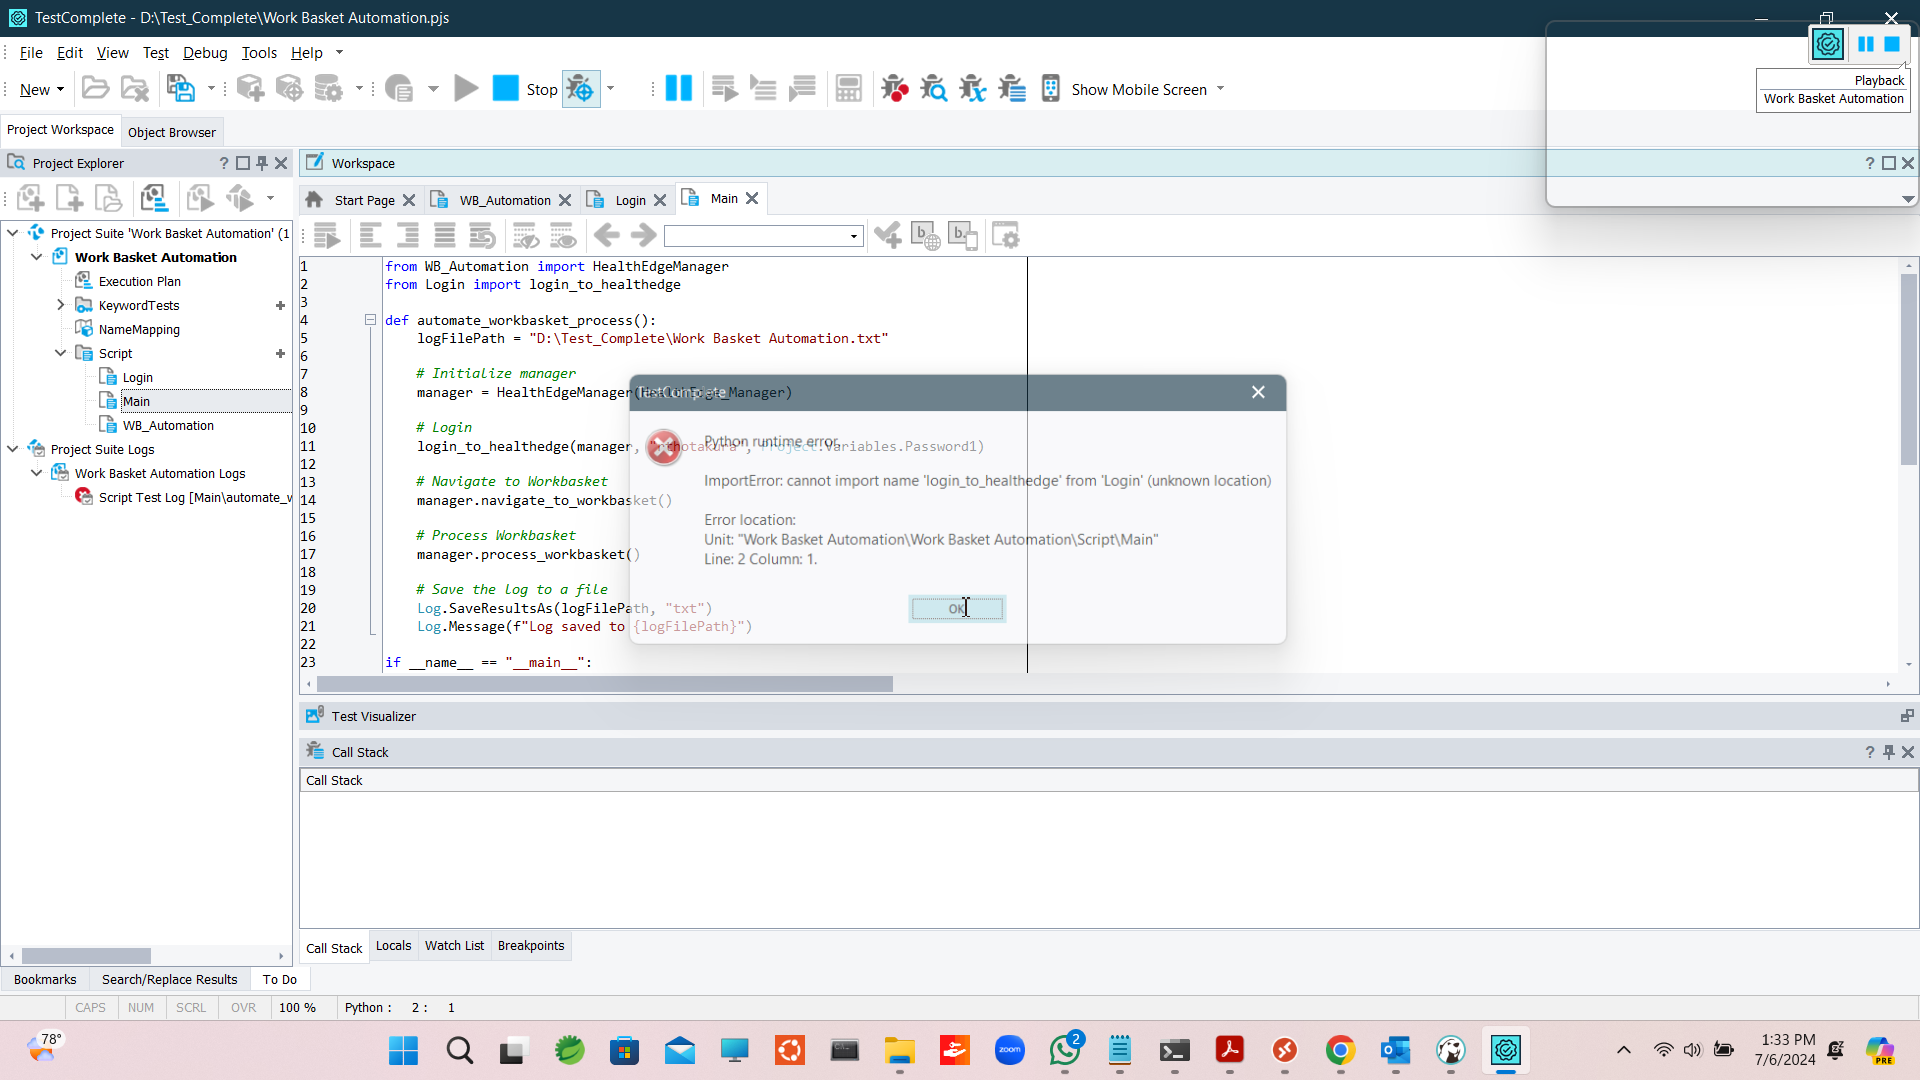 TestComplete - D:\Test_Complete\Work Basket Automation.pjs
File Edit View Test Debug Tools Help
New
Stop
Show Mobile Screen
Playback
Work Basket Automation
Project Workspace
Object Browser
Project Explorer
?
Workspace
?
Start Page
WB_Automation
Login
Main
Project Suite 'Work Basket Automation' (1
Work Basket Automation
Execution Plan
KeywordTests
NameMapping
Script
Login
Main
WB_Automation
Project Suite Logs
Work Basket Automation Logs
Script Test Log [Main\automate_w
1 from WB_Automation import HealthEdgeManager
2 from Login import login_to_healthedge
3
4 def automate_workbasket_process():
5 logFilePath = "D:\Test_Complete\Work Basket Automation.txt"
6
7 # Initialize manager
8 manager = HealthEdgeManager(HealthEdge_Manager)
9
10 # Login
11 login_to_healthedge(manager, Project.Variables.Password1)
12
13 # Navigate to Workbasket
14 manager.navigate_to_workbasket()
15
16 # Process Workbasket
17 manager.process_workbasket()
18
19 # Save the log to a file
20 Log.SaveResultsAs(logFilePath, "txt")
21 Log.Message(f"Log saved to {logFilePath}")
22
23 if __name__ == "__main__":
TestComplete
Python runtime error.
ImportError: cannot import name 'login_to_healthedge' from 'Login' (unknown location)
Error location:
Unit: "Work Basket Automation\Work Basket Automation\Script\Main"
Line: 2 Column: 1.
OK
Test Visualizer
Call Stack
?
Call Stack
Call Stack Locals Watch List Breakpoints
Bookmarks Search/Replace Results To Do
CAPS NUM SCRL OVR 100 % Python : 2 : 1
78°
zoom
2
PRE
1:33 PM
7/6/2024